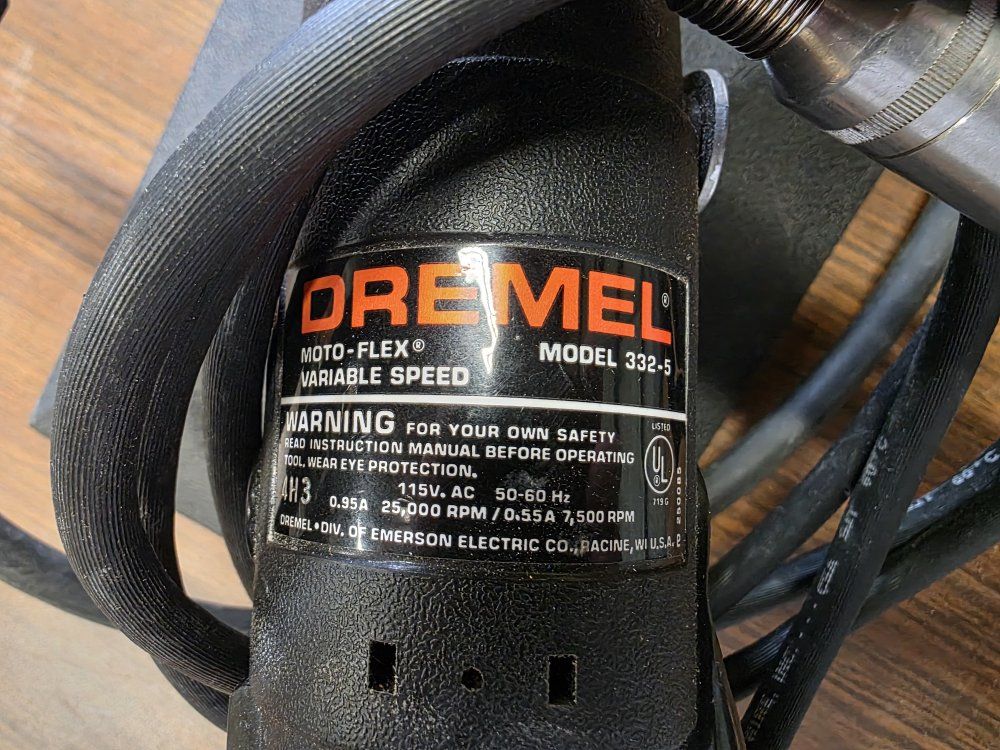 DREMEL®
MOTO-FLEX® MODEL 332-5
VARIABLE SPEED
WARNING FOR YOUR OWN SAFETY
READ INSTRUCTION MANUAL BEFORE OPERATING
TOOL. WEAR EYE PROTECTION.
4H3
115V. AC 50-60 Hz
0.95A 25,000 RPM / 0.55A 7,500 RPM
DREMEL • DIV. OF EMERSON ELECTRIC CO., RACINE, WI U.S.A.
LISTED
UL®
719G
250085